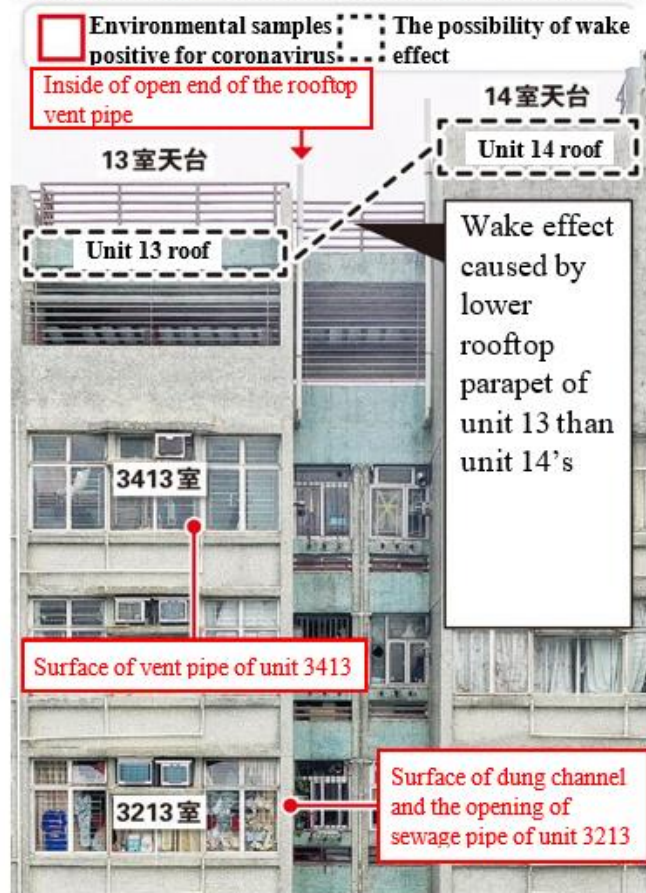 Environmental samples
positive for coronavirus
The possibility of wake
effect
Inside of open end of the rooftop
vent pipe
14室天台
13室天台
Unit 14 roof
Unit 13 roof
Wake effect
caused by
lower
rooftop
parapet of
unit 13 than
unit 14’s
3413室
Surface of vent pipe of unit 3413
3213室
Surface of dung channel
and the opening of
sewage pipe of unit 3213